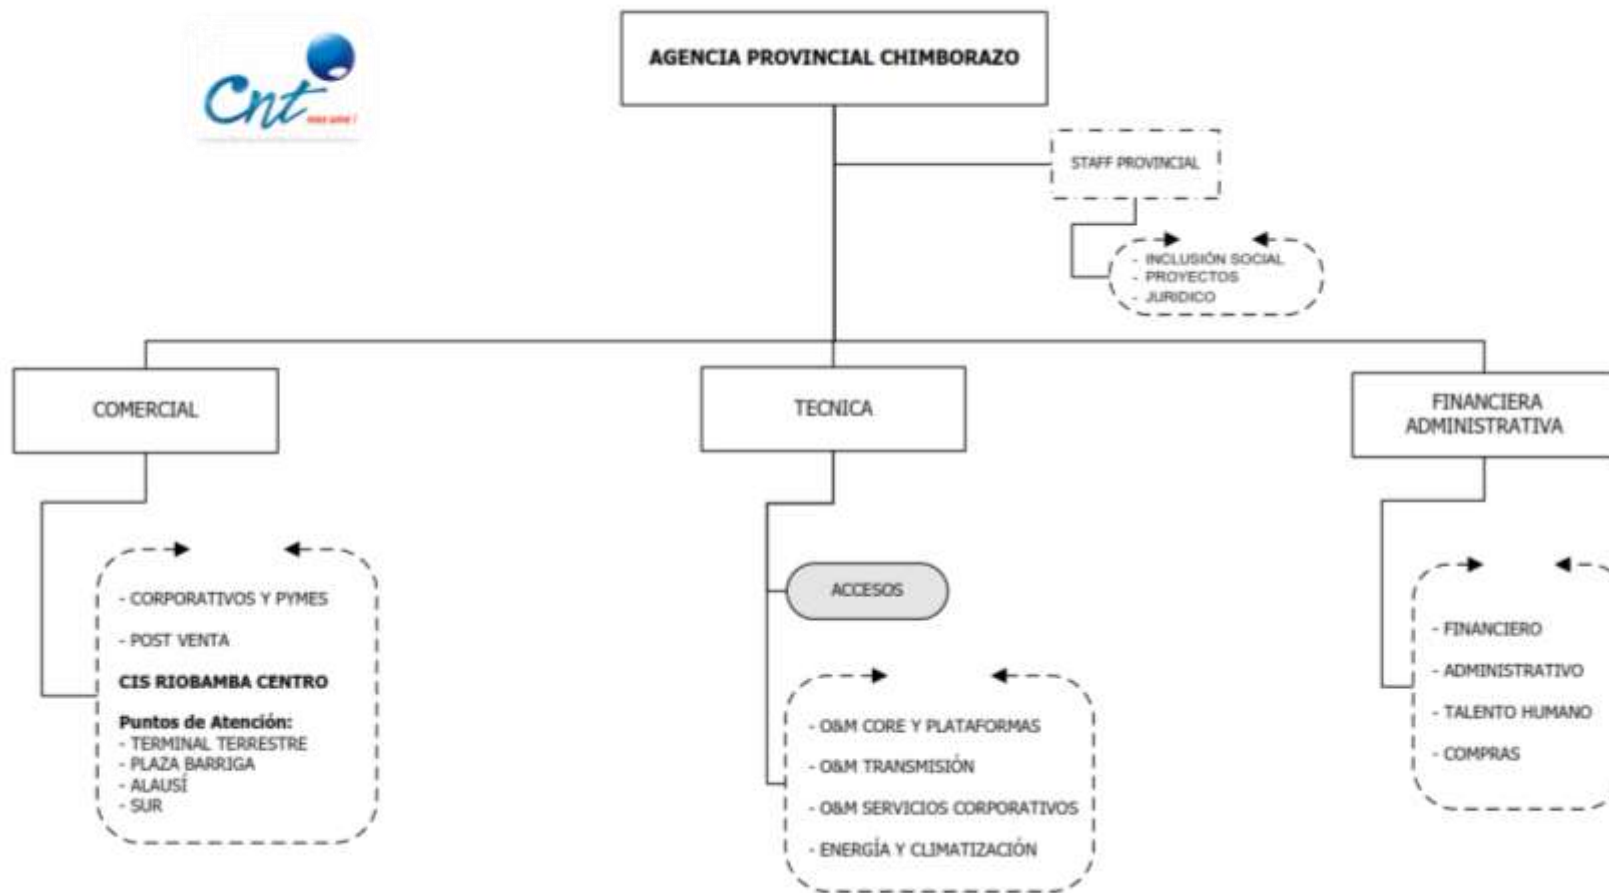 Cnt
AGENCIA PROVINCIAL CHIMBORAZO
STAFF PROVINCIAL
- INCLUSIÓN SOCIAL
- PROYECTOS
- JURIDICO
COMERCIAL
- CORPORATIVOS Y PYMES
- POST VENTA
CIS RIOBAMBA CENTRO
Puntos de Atención:
- TERMINAL TERRESTRE
- PLAZA BARRIGA
- ALAUSÍ
- SUR
TECNICA
ACCESOS
- O&M CORE Y PLATAFORMAS
- O&M TRANSMISIÓN
- O&M SERVICIOS CORPORATIVOS
- ENERGÍA Y CLIMATIZACIÓN
FINANCIERA
ADMINISTRATIVA
- FINANCIERO
- ADMINISTRATIVO
- TALENTO HUMANO
- COMPRAS